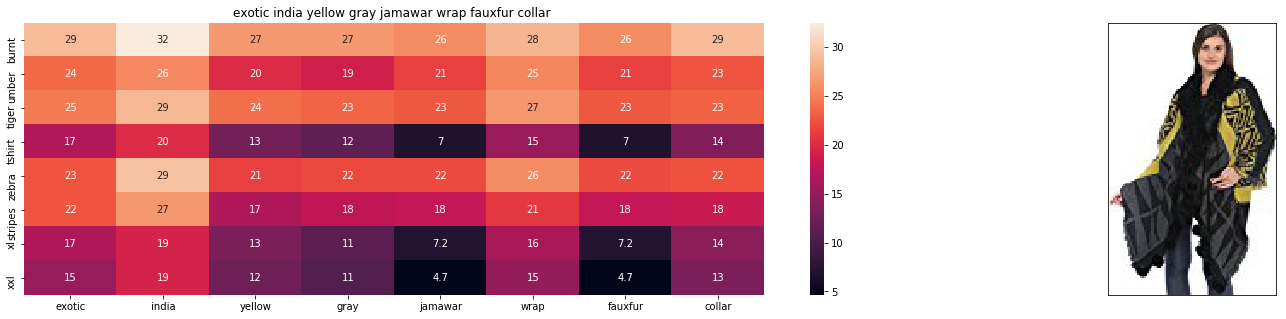 exotic india yellow gray jamawar wrap fauxfur collar
burnt 29 32 27 27 26 28 26 29
umber 24 26 20 19 21 25 21 23
tiger 25 29 24 23 23 27 23 23
tshirt 17 20 13 12 7 15 7 14
zebra 23 29 21 22 22 26 22 22
stripes 22 27 17 18 18 21 18 18
xl 17 19 13 11 7.2 16 7.2 14
xxl 15 19 12 11 4.7 15 4.7 13
exotic india yellow gray jamawar wrap fauxfur collar
30
25
20
15
10
5